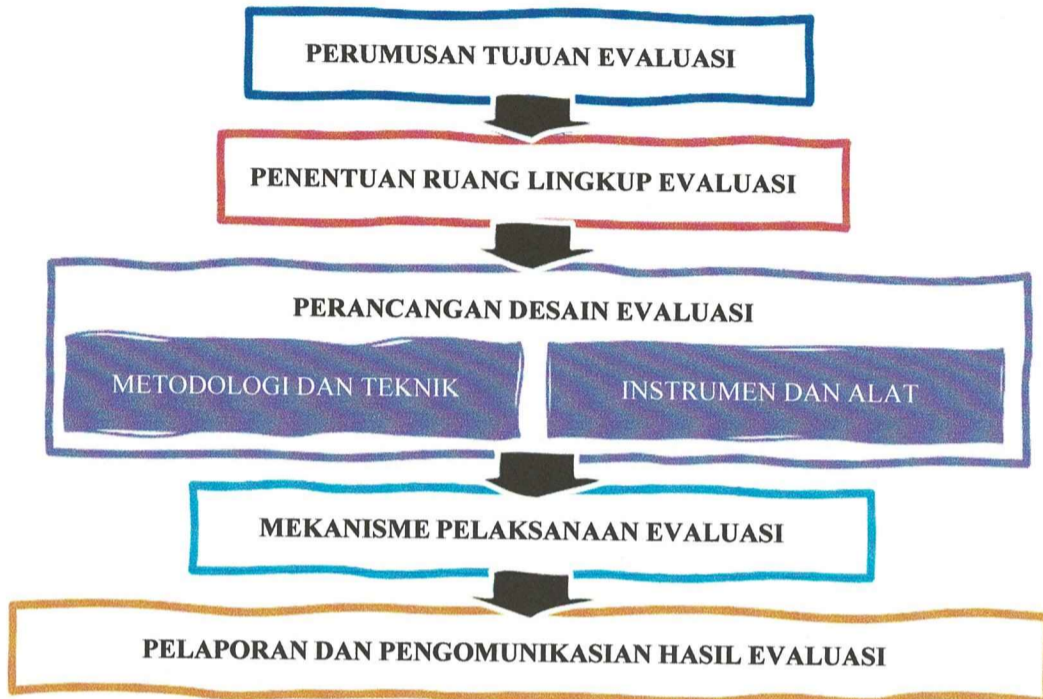 PERUMUSAN TUJUAN EVALUASI
PENENTUAN RUANG LINGKUP EVALUASI
PERANCANGAN DESAIN EVALUASI
METODOLOGI DAN TEKNIK
INSTRUMEN DAN ALAT
MEKANISME PELAKSANAAN EVALUASI
PELAPORAN DAN PENGOMUNIKASIAN HASIL EVALUASI